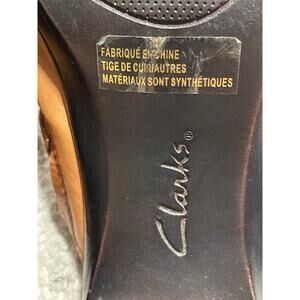 FABRIQUÉ EN CHINE
TIGE DE CUIR/AUTRES
MATÉRIAUX SONT SYNTHÉTIQUES
Clarks®